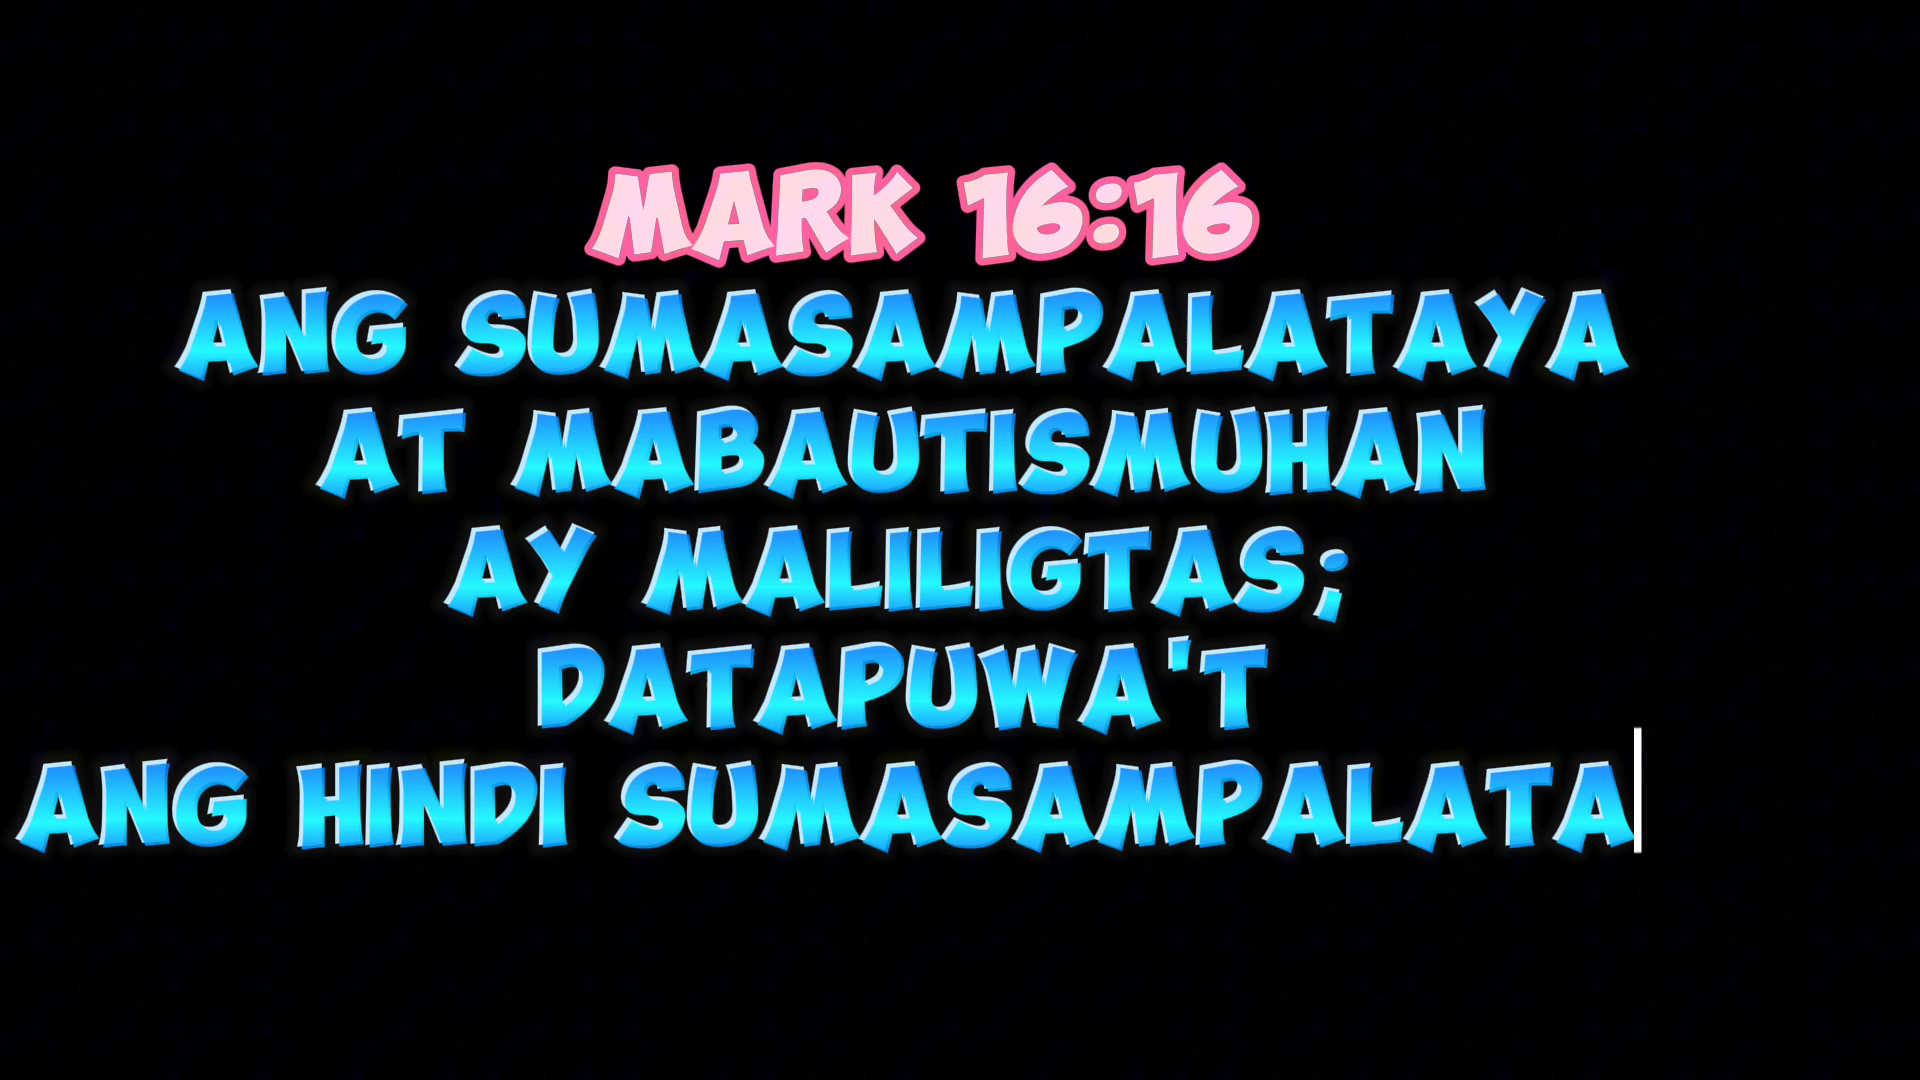 MARK 16:16
ANG SUMASAMPALATAYA
AT MABAUTISMUHAN
AY MALILIGTAS;
DATAPUWA'T
ANG HINDI SUMASAMPALATA